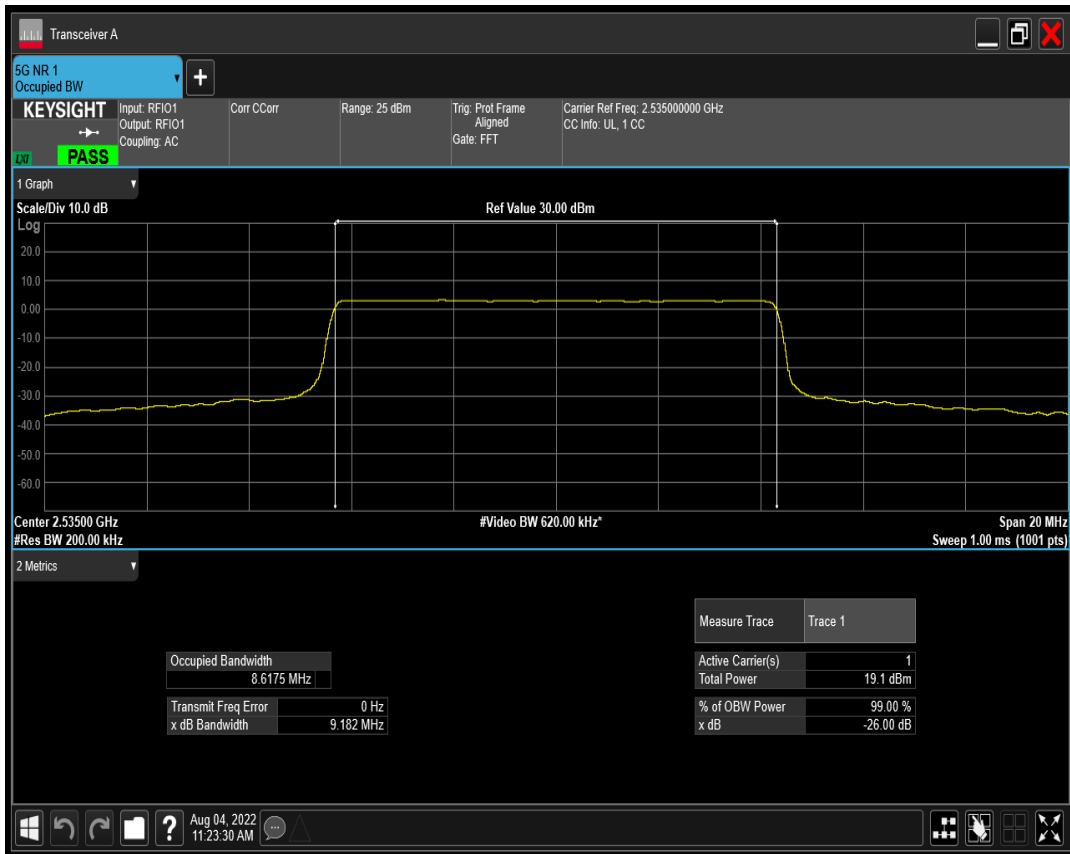 Transceiver A
5G NR 1
Occupied BW
+
KEYSIGHT
LXI
PASS
Input: RFIO1
Output: RFIO1
Coupling: AC
Corr CCorr
Range: 25 dBm
Trig: Prot Frame
Aligned
Gate: FFT
Carrier Ref Freq: 2.535000000 GHz
CC Info: UL, 1 CC
1 Graph
Scale/Div 10.0 dB
Ref Value 30.00 dBm
Log
20.0
10.0
0.00
-10.0
-20.0
-30.0
-40.0
-50.0
-60.0
Center 2.53500 GHz
#Video BW 620.00 kHz*
Span 20 MHz
#Res BW 200.00 kHz
Sweep 1.00 ms (1001 pts)
2 Metrics
Measure Trace Trace 1
Occupied Bandwidth
8.6175 MHz
Active Carrier(s) 1
Total Power 19.1 dBm
Transmit Freq Error 0 Hz
x dB Bandwidth 9.182 MHz
% of OBW Power 99.00 %
x dB -26.00 dB
?
Aug 04, 2022
11:23:30 AM